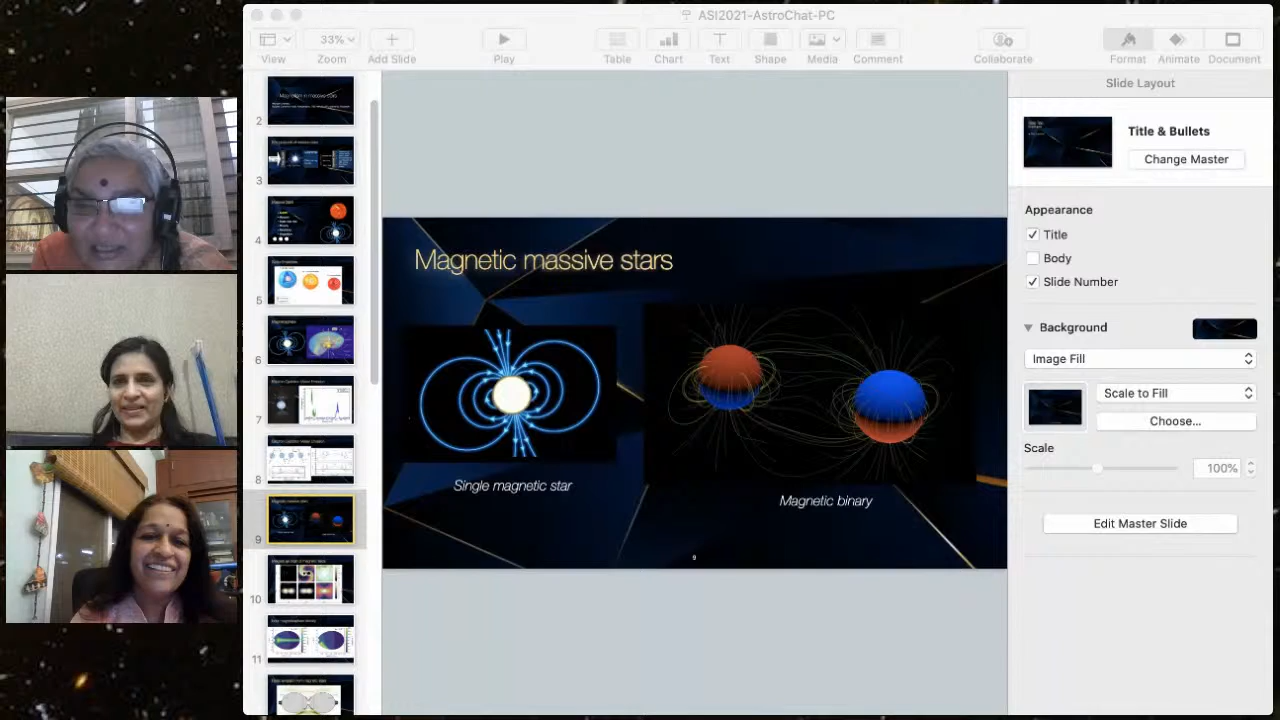 ASI2021-AstroChat-PC
33%
View
Zoom
Add Slide
Play
Table
Chart
Text
Shape
Media
Comment
Collaborate
Format
Animate
Document
Slide Layout
Title & Bullets
Change Master
Appearance
Title
Body
Slide Number
Background
Image Fill
Scale to Fill
Choose...
Scale
100%
Edit Master Slide
2
3
4
5
6
7
8
9
10
11
Magnetic massive stars
Single magnetic star
Magnetic binary
9